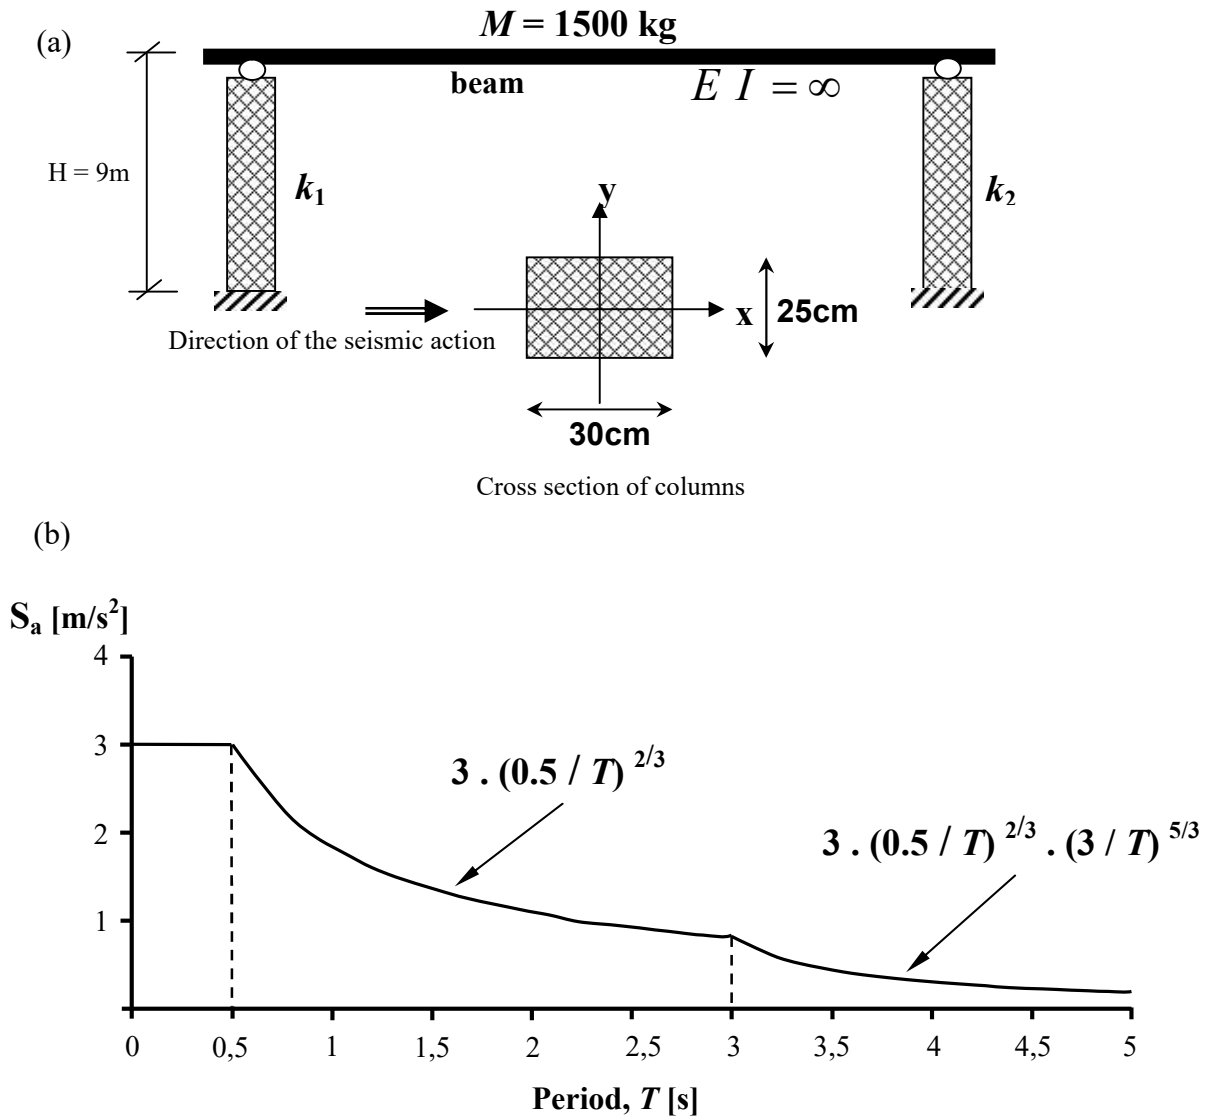 (a)
M = 1500 kg
beam
E I = ∞
H = 9m
k₁
k₂
y
x
25cm
Direction of the seismic action
30cm
Cross section of columns
(b)
Sₐ [m/s²]
4
3
2
1
3 . (0.5 / T) ²/³
3 . (0.5 / T) ²/³ . (3 / T) ⁵/³
0 0,5 1 1,5 2 2,5 3 3,5 4 4,5 5
Period, T [s]